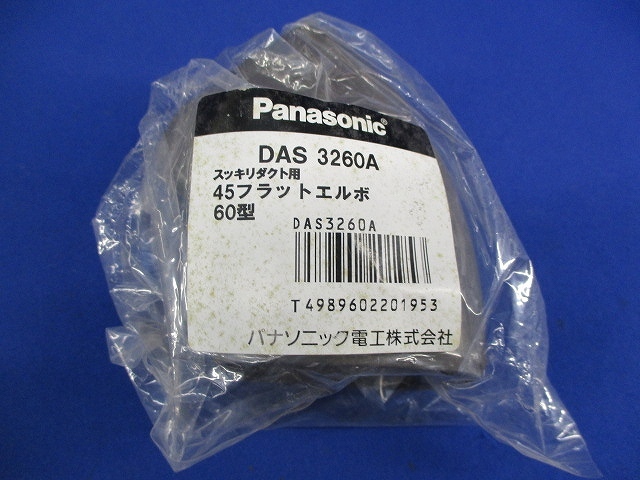 Panasonic®
DAS 3260A
スッキリダクト用
45フラットエルボ
60型
DAS3260A
T4989602201953
パナソニック電工株式会社